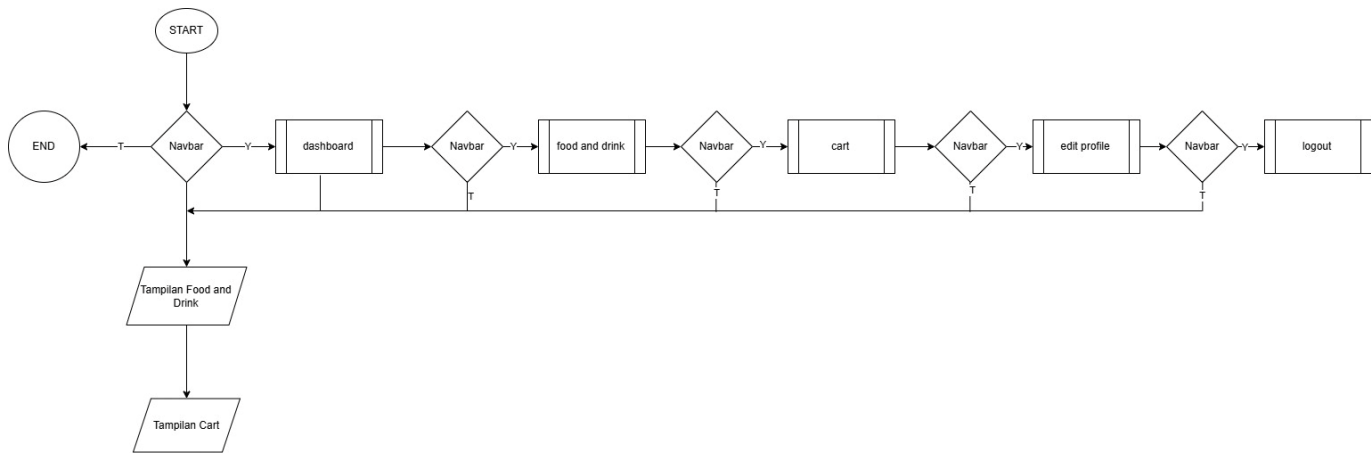 START
END
T
Navbar
Y
dashboard
Navbar
Y
food and drink
Navbar
Y
cart
Navbar
Y
edit profile
Navbar
Y
logout
T
T
T
T
Tampilan Food and
Drink
Tampilan Cart